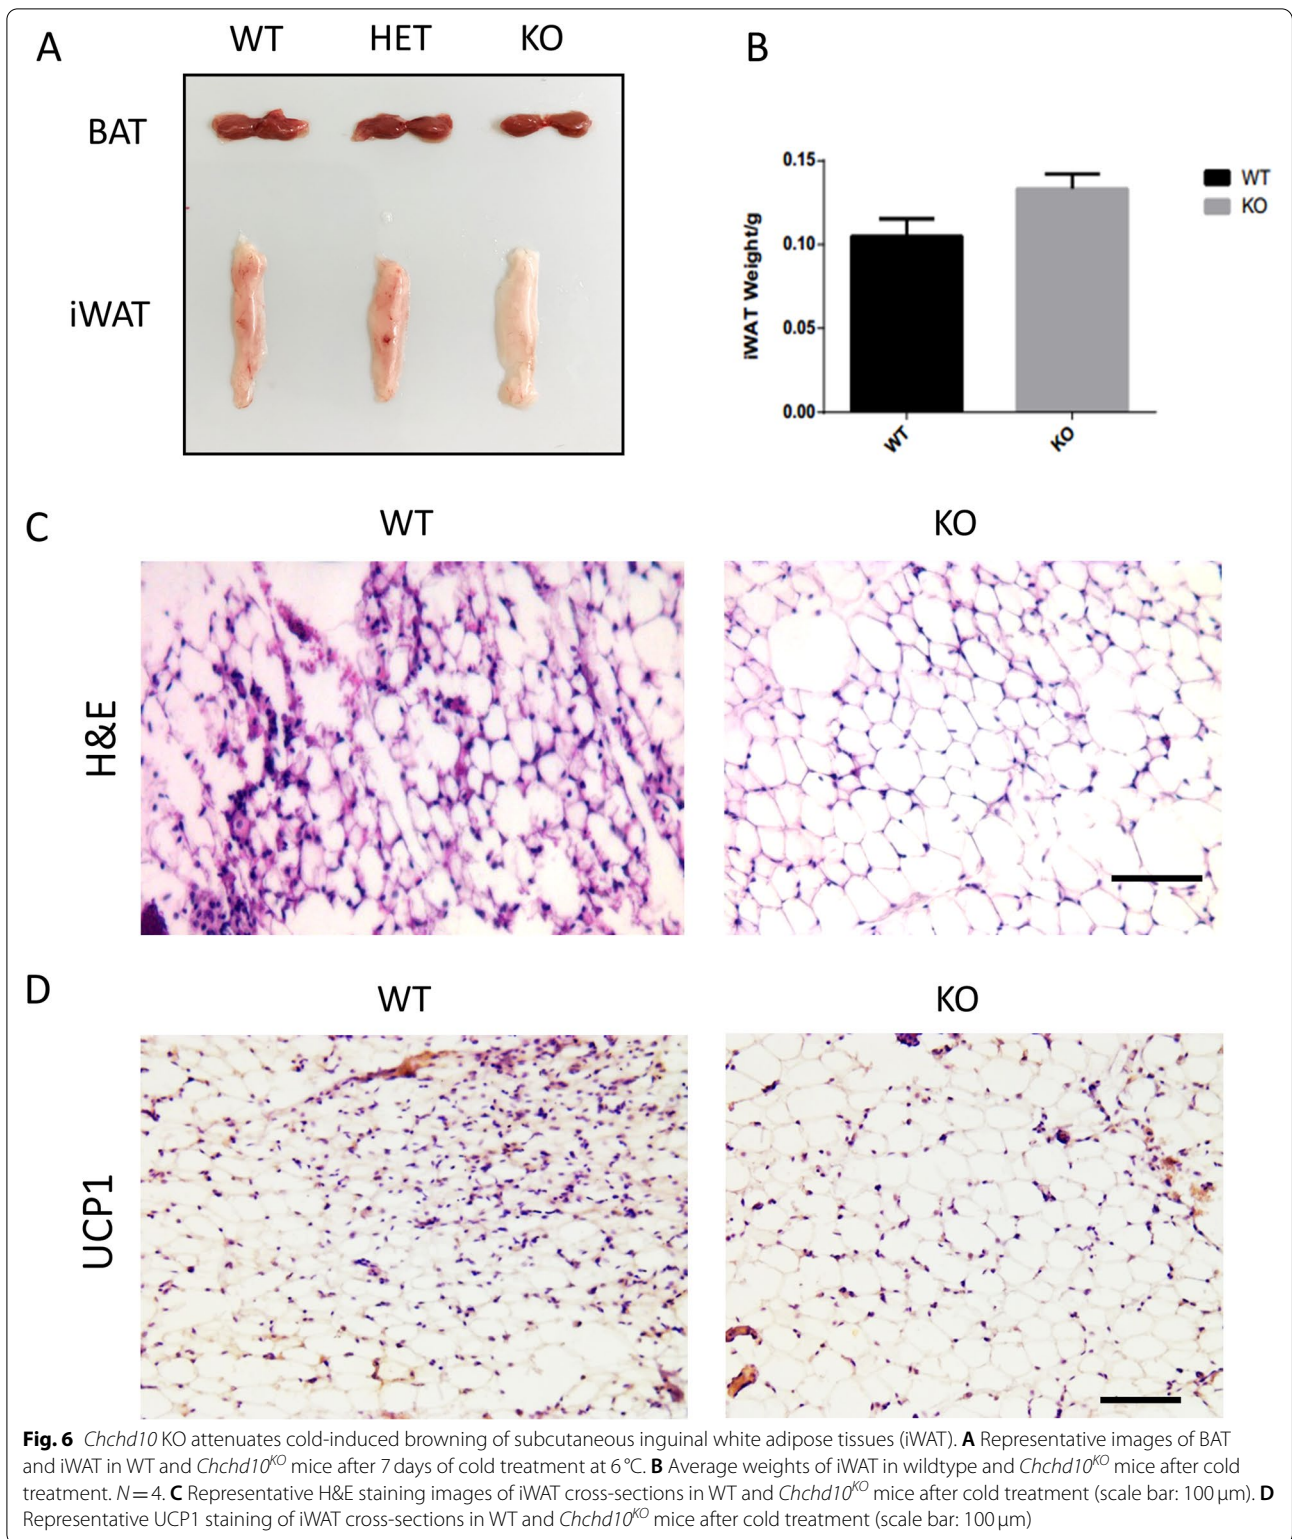 A
WT HET KO
BAT
iWAT
B
0.15
0.10
0.05
0.00
iWAT Weight/g
WT
KO
WT
KO
C
WT KO
H&E
D
WT KO
UCP1
Fig. 6 Chchd10 KO attenuates cold-induced browning of subcutaneous inguinal white adipose tissues (iWAT). A Representative images of BAT
and iWAT in WT and Chchd10KO mice after 7 days of cold treatment at 6 °C. B Average weights of iWAT in wildtype and Chchd10KO mice after cold
treatment. N = 4. C Representative H&E staining images of iWAT cross-sections in WT and Chchd10KO mice after cold treatment (scale bar: 100 μm). D
Representative UCP1 staining of iWAT cross-sections in WT and Chchd10KO mice after cold treatment (scale bar: 100 μm)